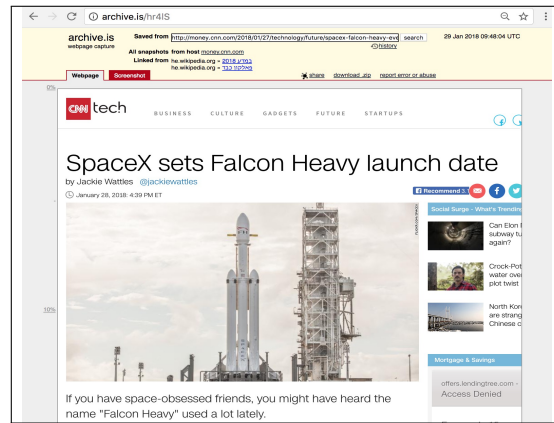 archive.is/hr4lS
archive.is
webpage capture
Saved from http://money.cnn.com/2018/01/27/technology/future/spacex-falcon-heavy-eve search
29 Jan 2018 09:48:04 UTC
history
All snapshots from host money.cnn.com
Linked from he.wikipedia.org » 2018 במדע
he.wikipedia.org » פאלקון כבד
Webpage Screenshot
share download .zip report error or abuse
0%
CNN tech
BUSINESS CULTURE GADGETS FUTURE STARTUPS
SpaceX sets Falcon Heavy launch date
by Jackie Wattles @jackiewattles
January 28, 2018: 4:39 PM ET
Recommend 3.
Social Surge - What's Trending
Can Elon
subway tu
again?
Crock-Pot
water ove
plot twist
North Kor
are strang
Chinese c
10%
Mortgage & Savings
offers.lendingtree.com
Access Denied
If you have space-obsessed friends, you might have heard the
name "Falcon Heavy" used a lot lately.